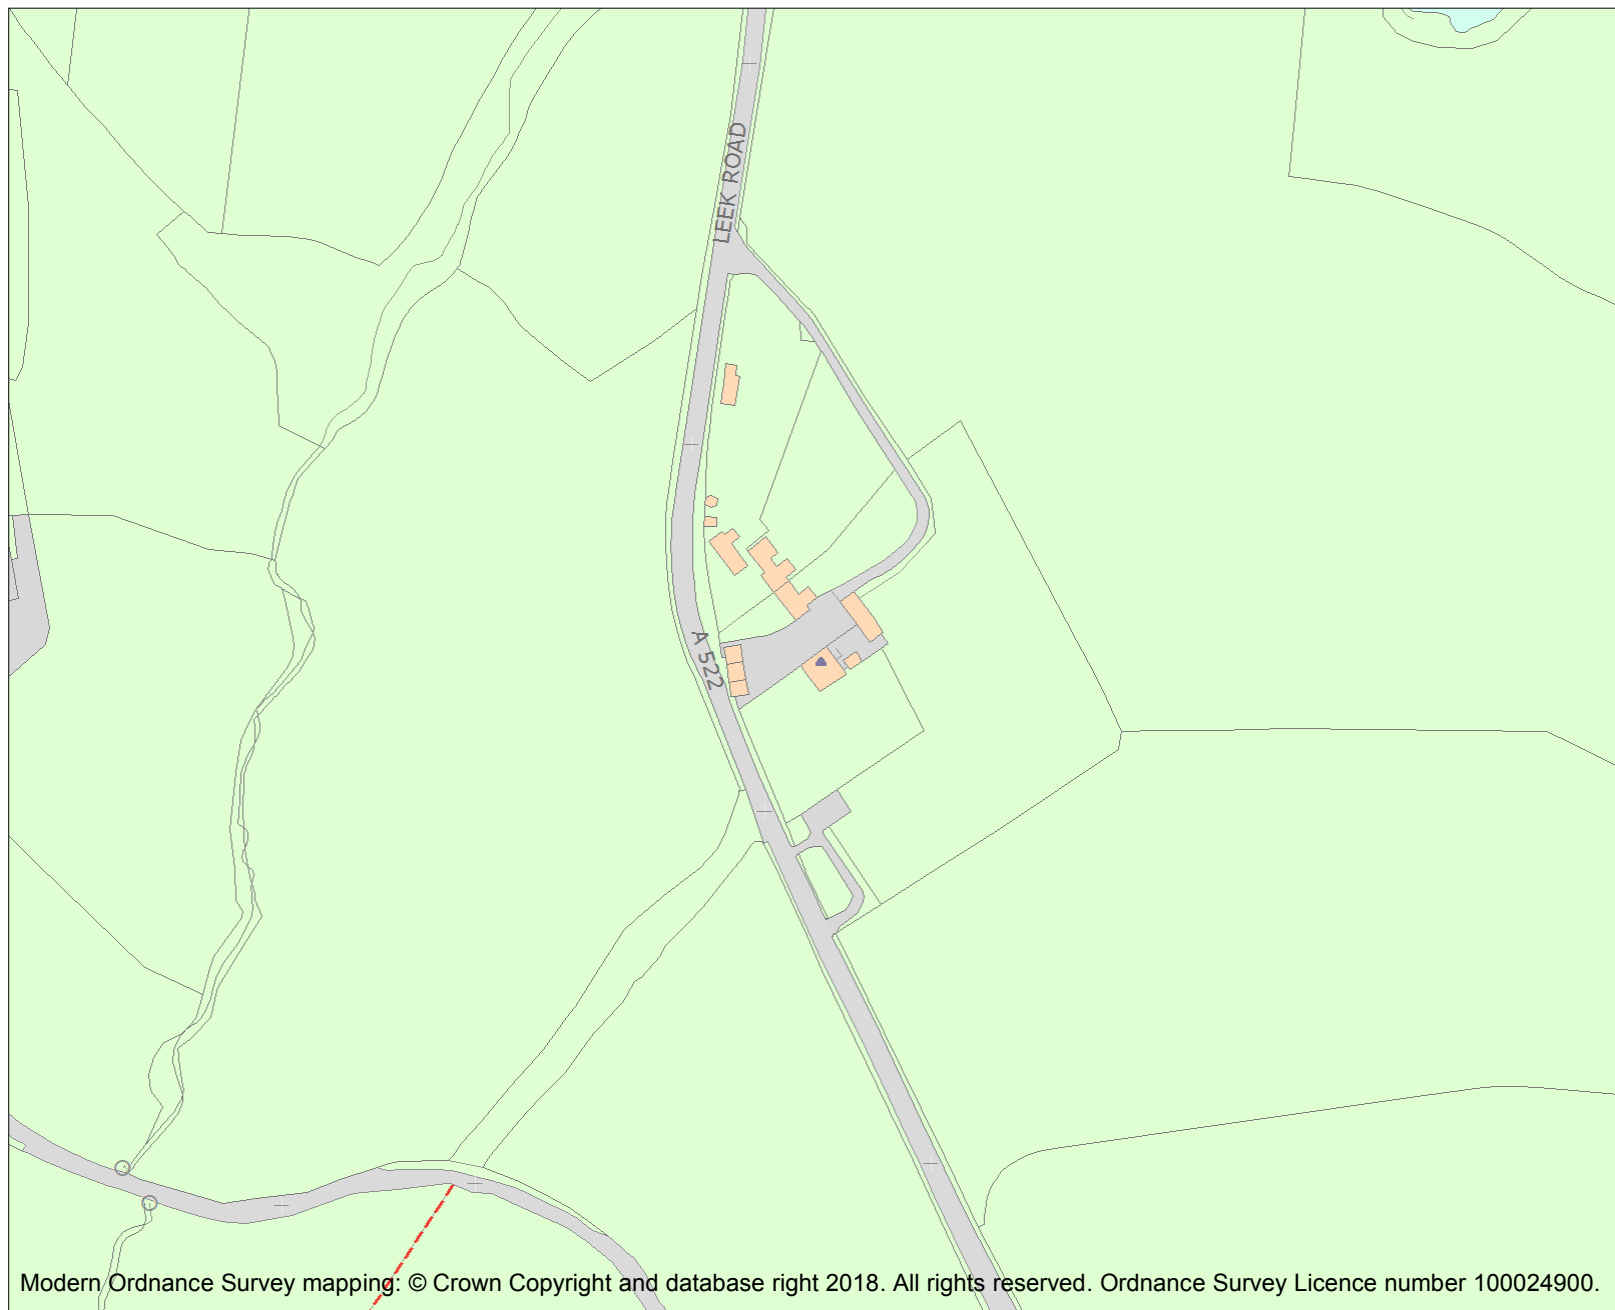 LEEK ROAD
A 522
Modern Ordnance Survey mapping: © Crown Copyright and database right 2018. All rights reserved. Ordnance Survey Licence number 100024900.